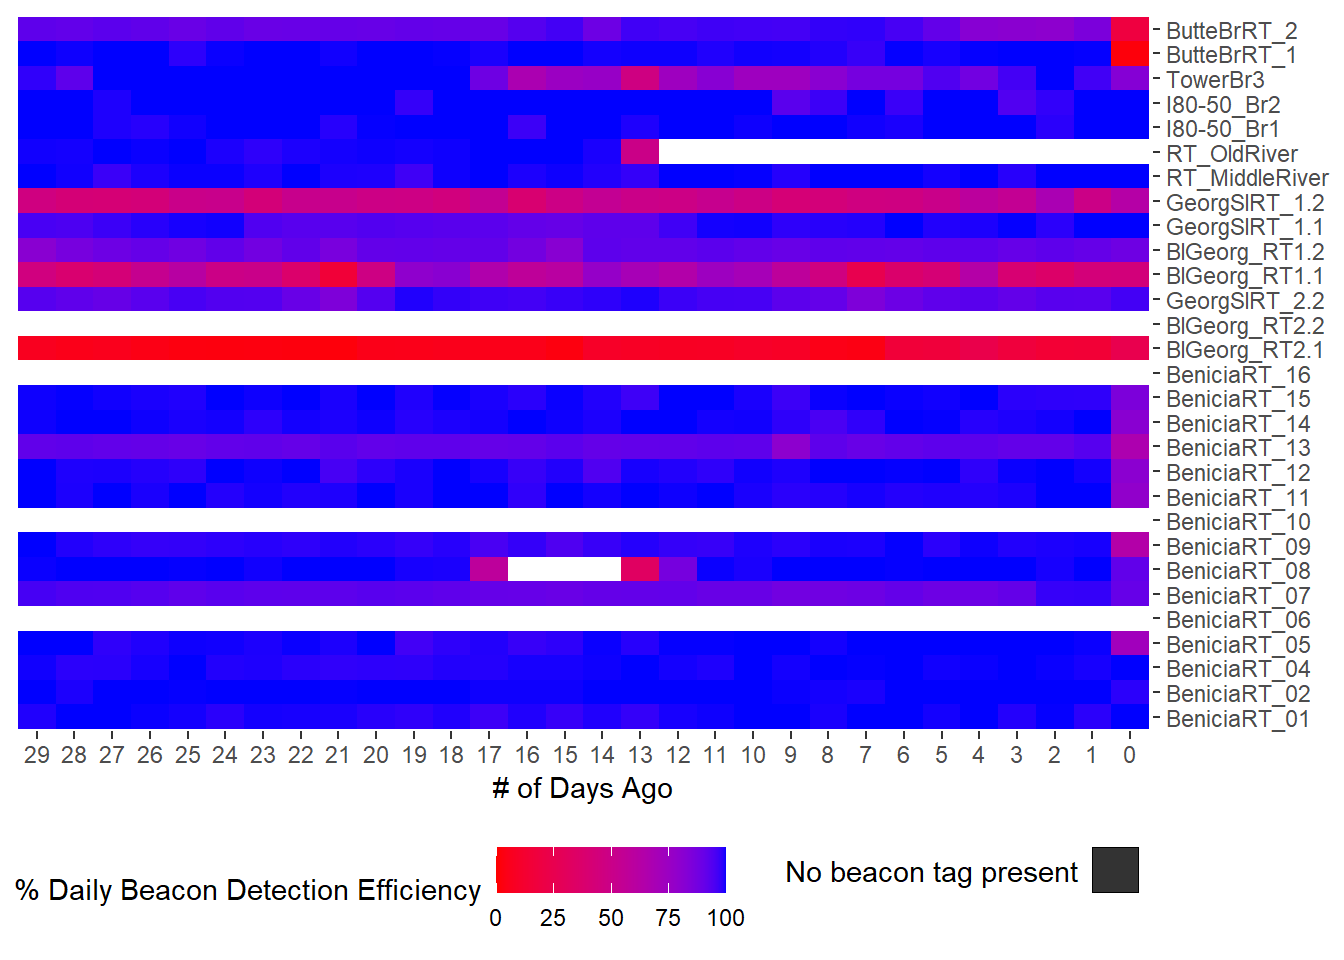 ButteBrRT_2
ButteBrRT_1
TowerBr3
I80-50_Br2
I80-50_Br1
RT_OldRiver
RT_MiddleRiver
GeorgSlRT_1.2
GeorgSlRT_1.1
BlGeorg_RT1.2
BlGeorg_RT1.1
GeorgSlRT_2.2
BlGeorg_RT2.2
BlGeorg_RT2.1
BeniciaRT_16
BeniciaRT_15
BeniciaRT_14
BeniciaRT_13
BeniciaRT_12
BeniciaRT_11
BeniciaRT_10
BeniciaRT_09
BeniciaRT_08
BeniciaRT_07
BeniciaRT_06
BeniciaRT_05
BeniciaRT_04
BeniciaRT_02
BeniciaRT_01
29 28 27 26 25 24 23 22 21 20 19 18 17 16 15 14 13 12 11 10 9 8 7 6 5 4 3 2 1 0
# of Days Ago
% Daily Beacon Detection Efficiency
0 25 50 75 100
No beacon tag present